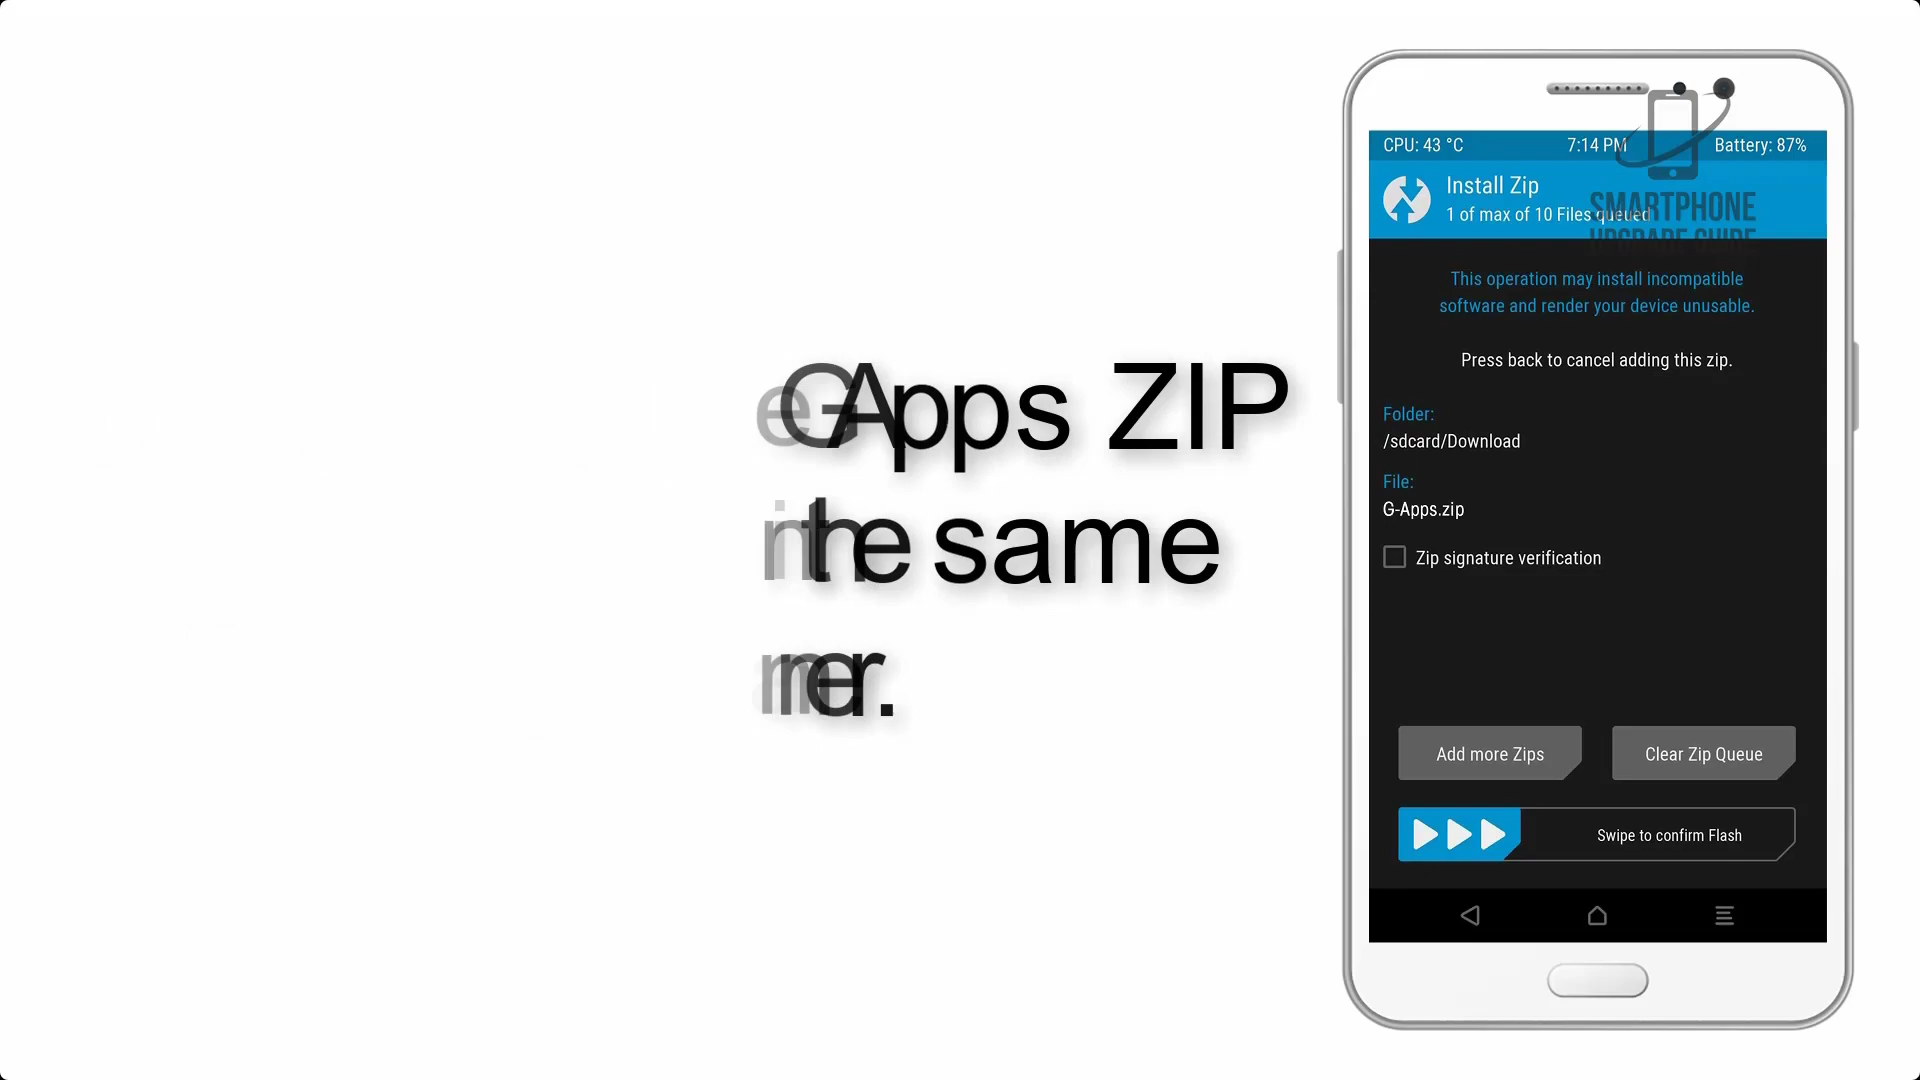 G-Apps ZIP
the same
CPU: 43 °C
7:14 PM
Battery: 87%
Install Zip
1 of max of 10 Files queued
SMARTPHONE
UPGRADE GUIDE
This operation may install incompatible
software and render your device unusable.
Press back to cancel adding this zip.
Folder:
/sdcard/Download
File:
G-Apps.zip
Zip signature verification
Add more Zips
Clear Zip Queue
Swipe to confirm Flash